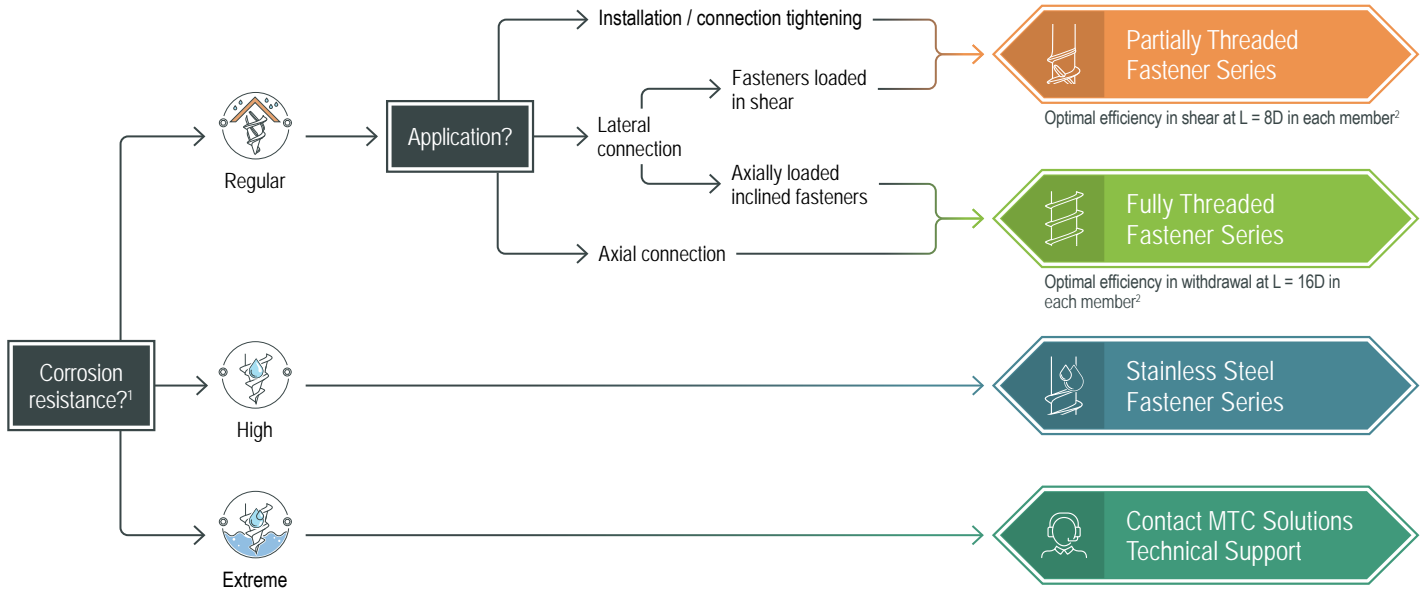 Installation / connection tightening
Partially Threaded
Fastener Series
Fasteners loaded
in shear
Optimal efficiency in shear at L = 8D in each member²
Application?
Lateral
connection
Regular
Axially loaded
inclined fasteners
Fully Threaded
Fastener Series
Axial connection
Optimal efficiency in withdrawal at L = 16D in
each member²
Corrosion
resistance?¹
High
Stainless Steel
Fastener Series
Extreme
Contact MTC Solutions
Technical Support